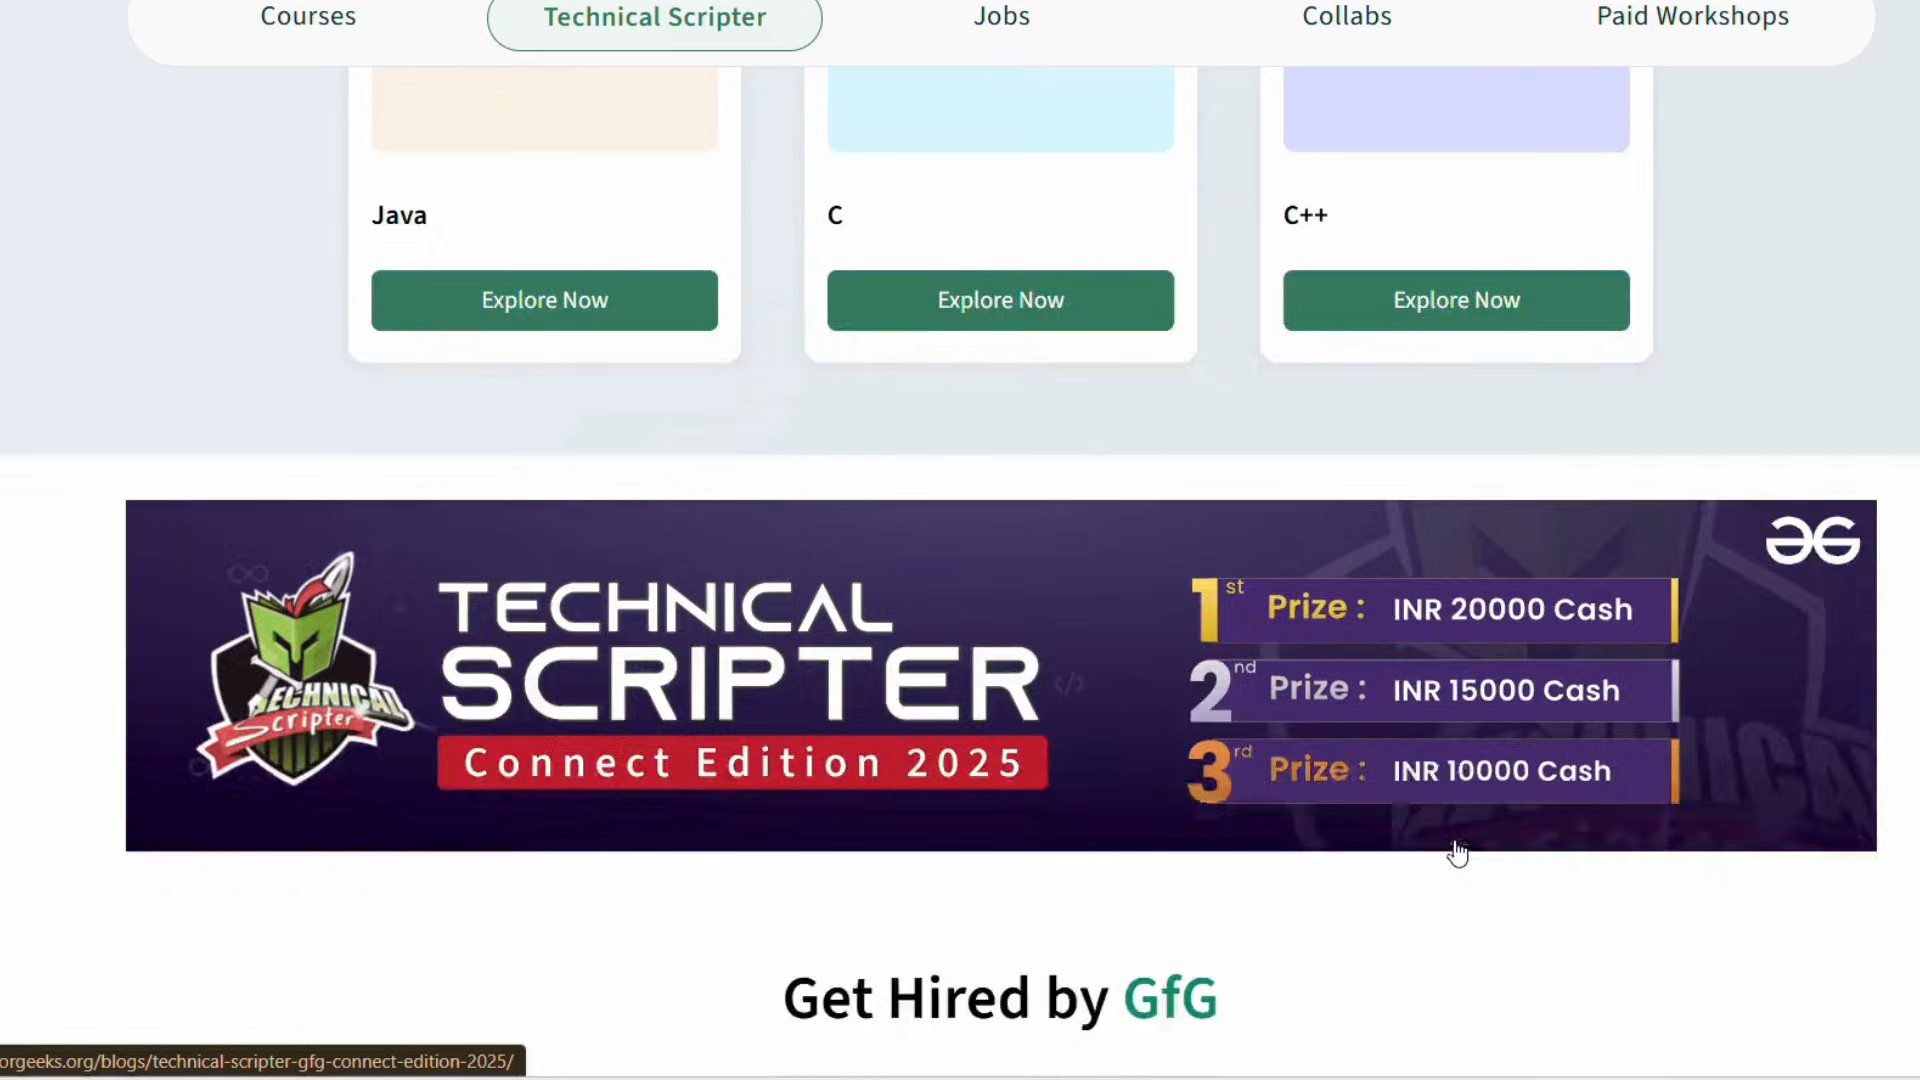 Courses Technical Scripter Jobs Collabs Paid Workshops
Java C C++
Explore Now Explore Now Explore Now
TECHNICAL
SCRIPTER
Connect Edition 2025
TECHNICAL
Scripter
1st Prize : INR 20000 Cash
2nd Prize : INR 15000 Cash
3rd Prize : INR 10000 Cash
Get Hired by GfG
orgeeks.org/blogs/technical-scripter-gfg-connect-edition-2025/